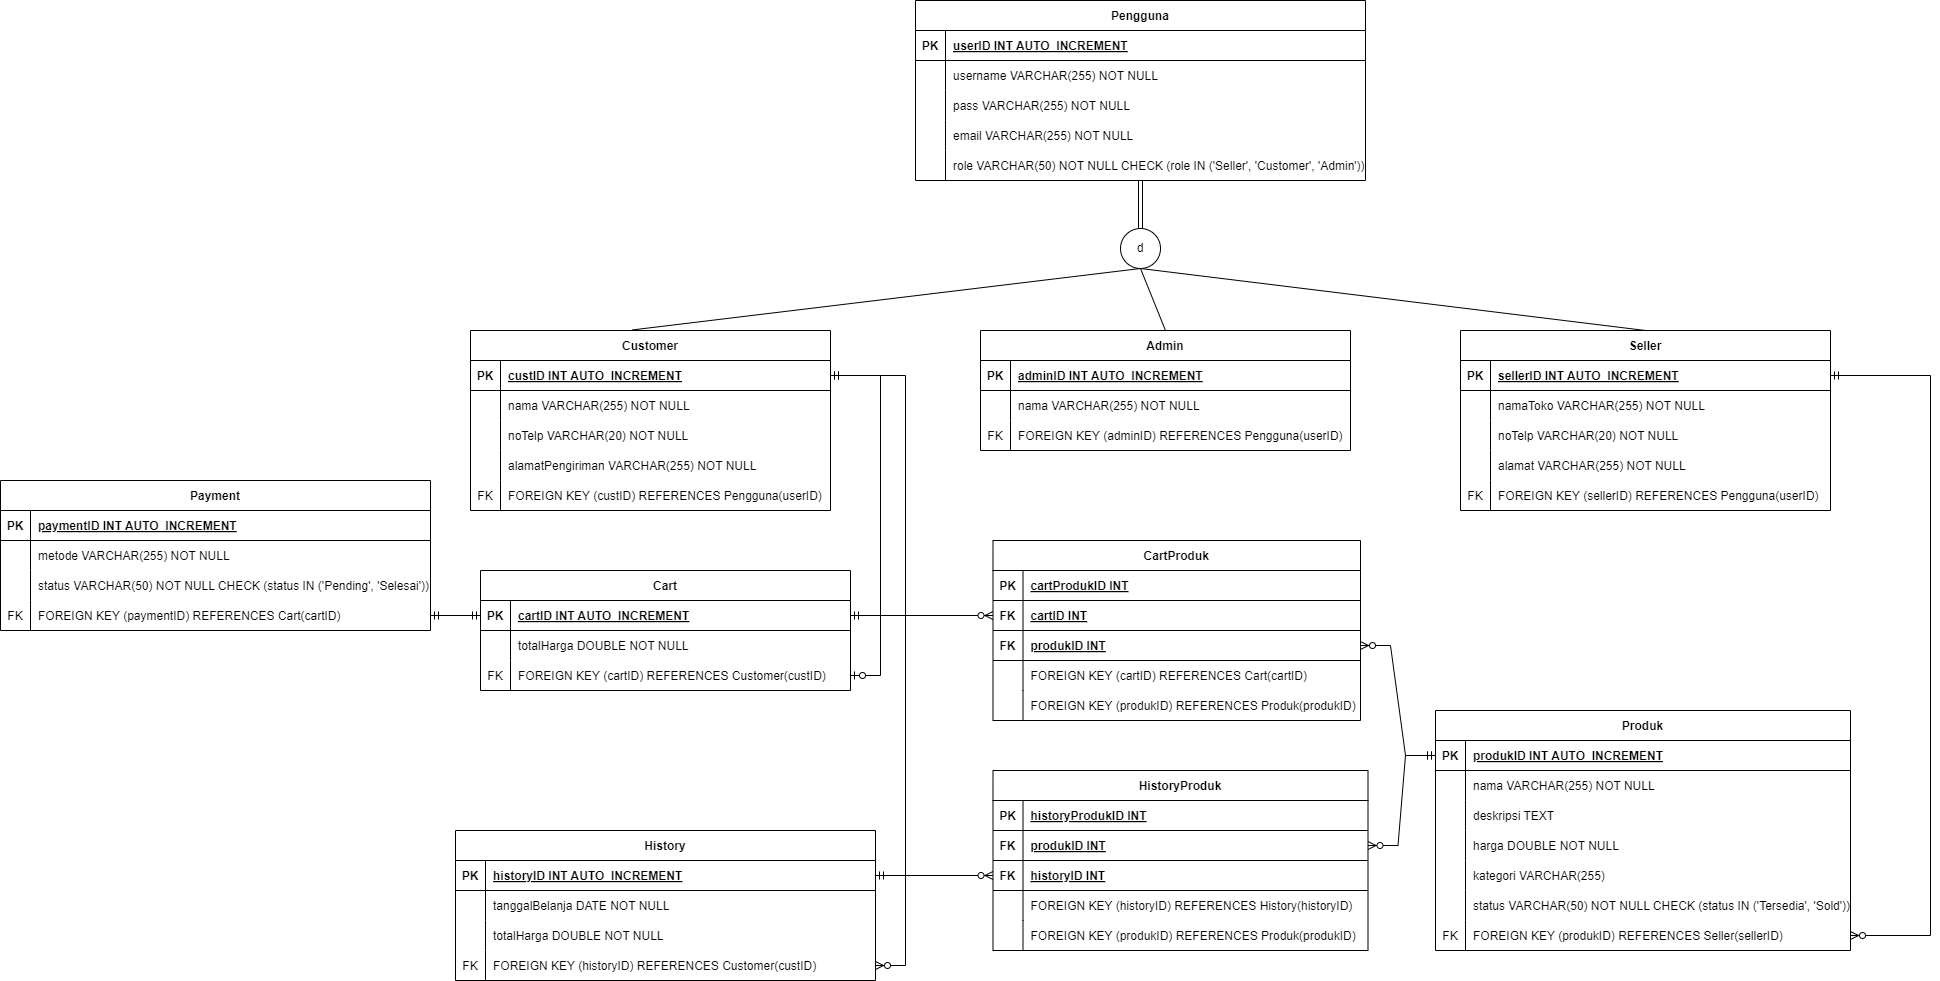 Pengguna
PK userID INT AUTO_INCREMENT
username VARCHAR(255) NOT NULL
pass VARCHAR(255) NOT NULL
email VARCHAR(255) NOT NULL
role VARCHAR(50) NOT NULL CHECK (role IN ('Seller', 'Customer', 'Admin'))
d
Customer
PK custID INT AUTO_INCREMENT
nama VARCHAR(255) NOT NULL
noTelp VARCHAR(20) NOT NULL
alamatPengiriman VARCHAR(255) NOT NULL
FK FOREIGN KEY (custID) REFERENCES Pengguna(userID)
Admin
PK adminID INT AUTO_INCREMENT
nama VARCHAR(255) NOT NULL
FK FOREIGN KEY (adminID) REFERENCES Pengguna(userID)
Seller
PK sellerID INT AUTO_INCREMENT
namaToko VARCHAR(255) NOT NULL
noTelp VARCHAR(20) NOT NULL
alamat VARCHAR(255) NOT NULL
FK FOREIGN KEY (sellerID) REFERENCES Pengguna(userID)
Payment
PK paymentID INT AUTO_INCREMENT
metode VARCHAR(255) NOT NULL
status VARCHAR(50) NOT NULL CHECK (status IN ('Pending', 'Selesai'))
FK FOREIGN KEY (paymentID) REFERENCES Cart(cartID)
Cart
PK cartID INT AUTO_INCREMENT
totalHarga DOUBLE NOT NULL
FK FOREIGN KEY (cartID) REFERENCES Customer(custID)
CartProduk
PK cartProdukID INT
FK cartID INT
FK produkID INT
FOREIGN KEY (cartID) REFERENCES Cart(cartID)
FOREIGN KEY (produkID) REFERENCES Produk(produkID)
Produk
PK produkID INT AUTO_INCREMENT
nama VARCHAR(255) NOT NULL
deskripsi TEXT
harga DOUBLE NOT NULL
kategori VARCHAR(255)
status VARCHAR(50) NOT NULL CHECK (status IN ('Tersedia', 'Sold'))
FK FOREIGN KEY (produkID) REFERENCES Seller(sellerID)
HistoryProduk
PK historyProdukID INT
FK produkID INT
FK historyID INT
FOREIGN KEY (historyID) REFERENCES History(historyID)
FOREIGN KEY (produkID) REFERENCES Produk(produkID)
History
PK historyID INT AUTO_INCREMENT
tanggalBelanja DATE NOT NULL
totalHarga DOUBLE NOT NULL
FK FOREIGN KEY (historyID) REFERENCES Customer(custID)